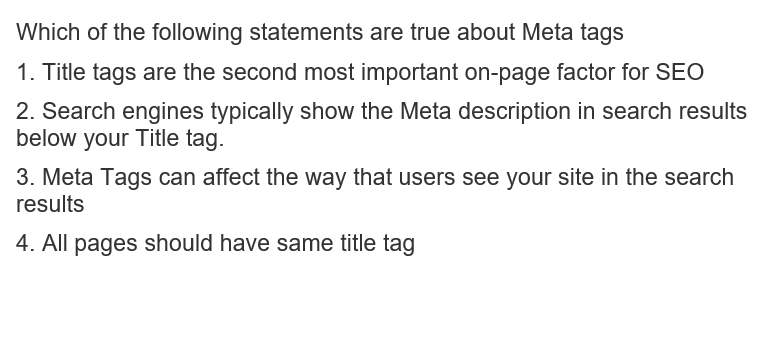 Which of the following statements are true about Meta tags
1. Title tags are the second most important on-page factor for SEO
2. Search engines typically show the Meta description in search results
below your Title tag.
3. Meta Tags can affect the way that users see your site in the search
results
4. All pages should have same title tag